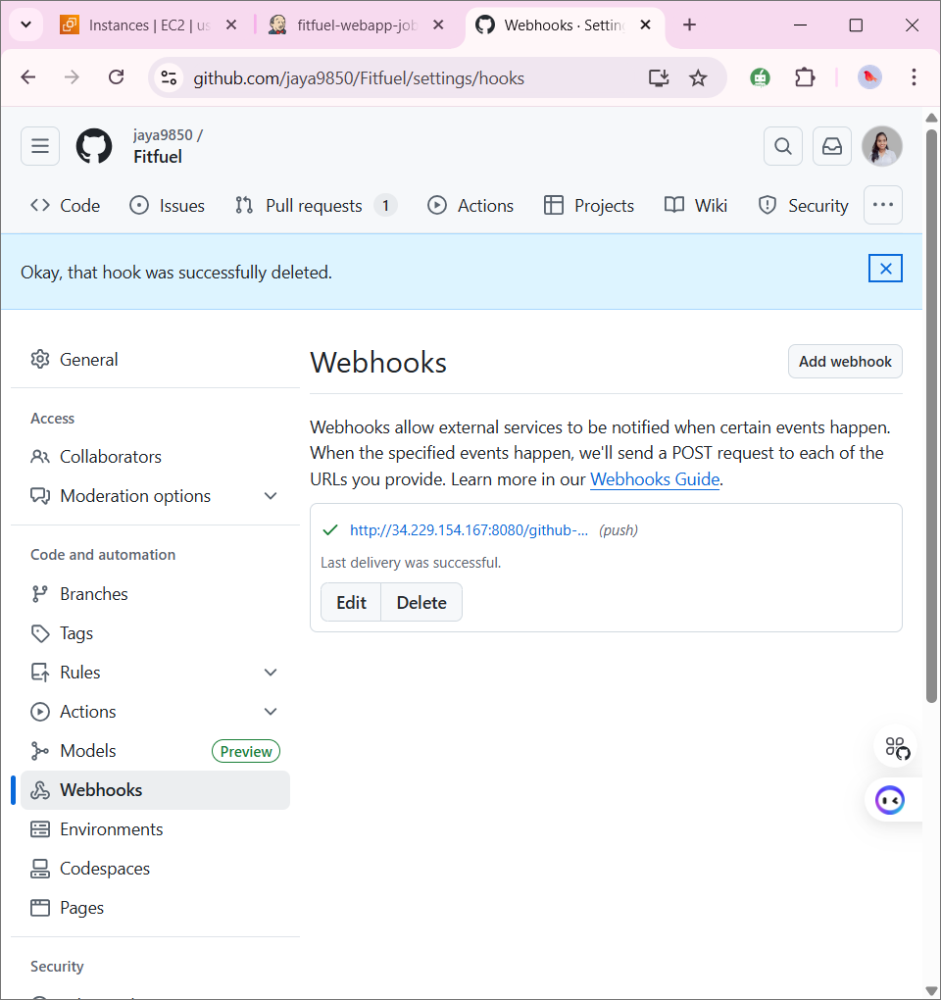 Instances | EC2 | us
fitfuel-webapp-job
Webhooks · Setting
github.com/jaya9850/Fitfuel/settings/hooks
jaya9850 /
Fitfuel
Code
Issues
Pull requests 1
Actions
Projects
Wiki
Security
Okay, that hook was successfully deleted.
General
Access
Collaborators
Moderation options
Code and automation
Branches
Tags
Rules
Actions
Models Preview
Webhooks
Environments
Codespaces
Pages
Security
Webhooks
Add webhook
Webhooks allow external services to be notified when certain events happen.
When the specified events happen, we'll send a POST request to each of the
URLs you provide. Learn more in our Webhooks Guide.
http://34.229.154.167:8080/github-... (push)
Last delivery was successful.
Edit Delete